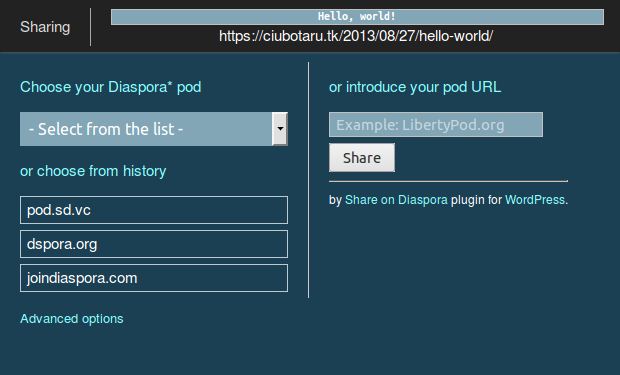 Sharing
Hello, world!
https://ciubotaru.tk/2013/08/27/hello-world/
Choose your Diaspora* pod
- Select from the list -
or choose from history
pod.sd.vc
dspora.org
joindiaspora.com
Advanced options
or introduce your pod URL
Example: LibertyPod.org
Share
by Share on Diaspora plugin for WordPress.